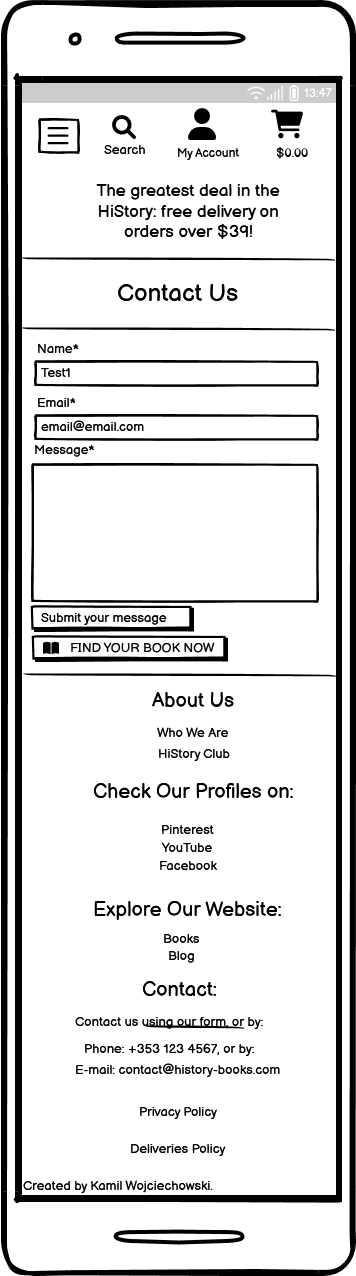 13:47
Search
My Account
$0.00
The greatest deal in the
HiStory: free delivery on
orders over $39!
Contact Us
Name*
Test1
Email*
email@email.com
Message*
Submit your message
FIND YOUR BOOK NOW
About Us
Who We Are
HiStory Club
Check Our Profiles on:
Pinterest
YouTube
Facebook
Explore Our Website:
Books
Blog
Contact:
Contact us using our form, or by:
Phone: +353 123 4567, or by:
E-mail: contact@history-books.com
Privacy Policy
Deliveries Policy
Created by Kamil Wojciechowski.